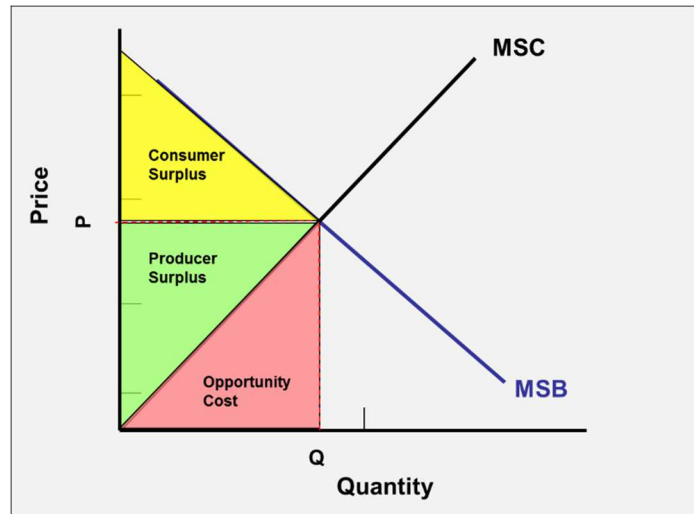 MSC
Consumer
Surplus
Price
P
Producer
Surplus
Opportunity
Cost
MSB
Q
Quantity